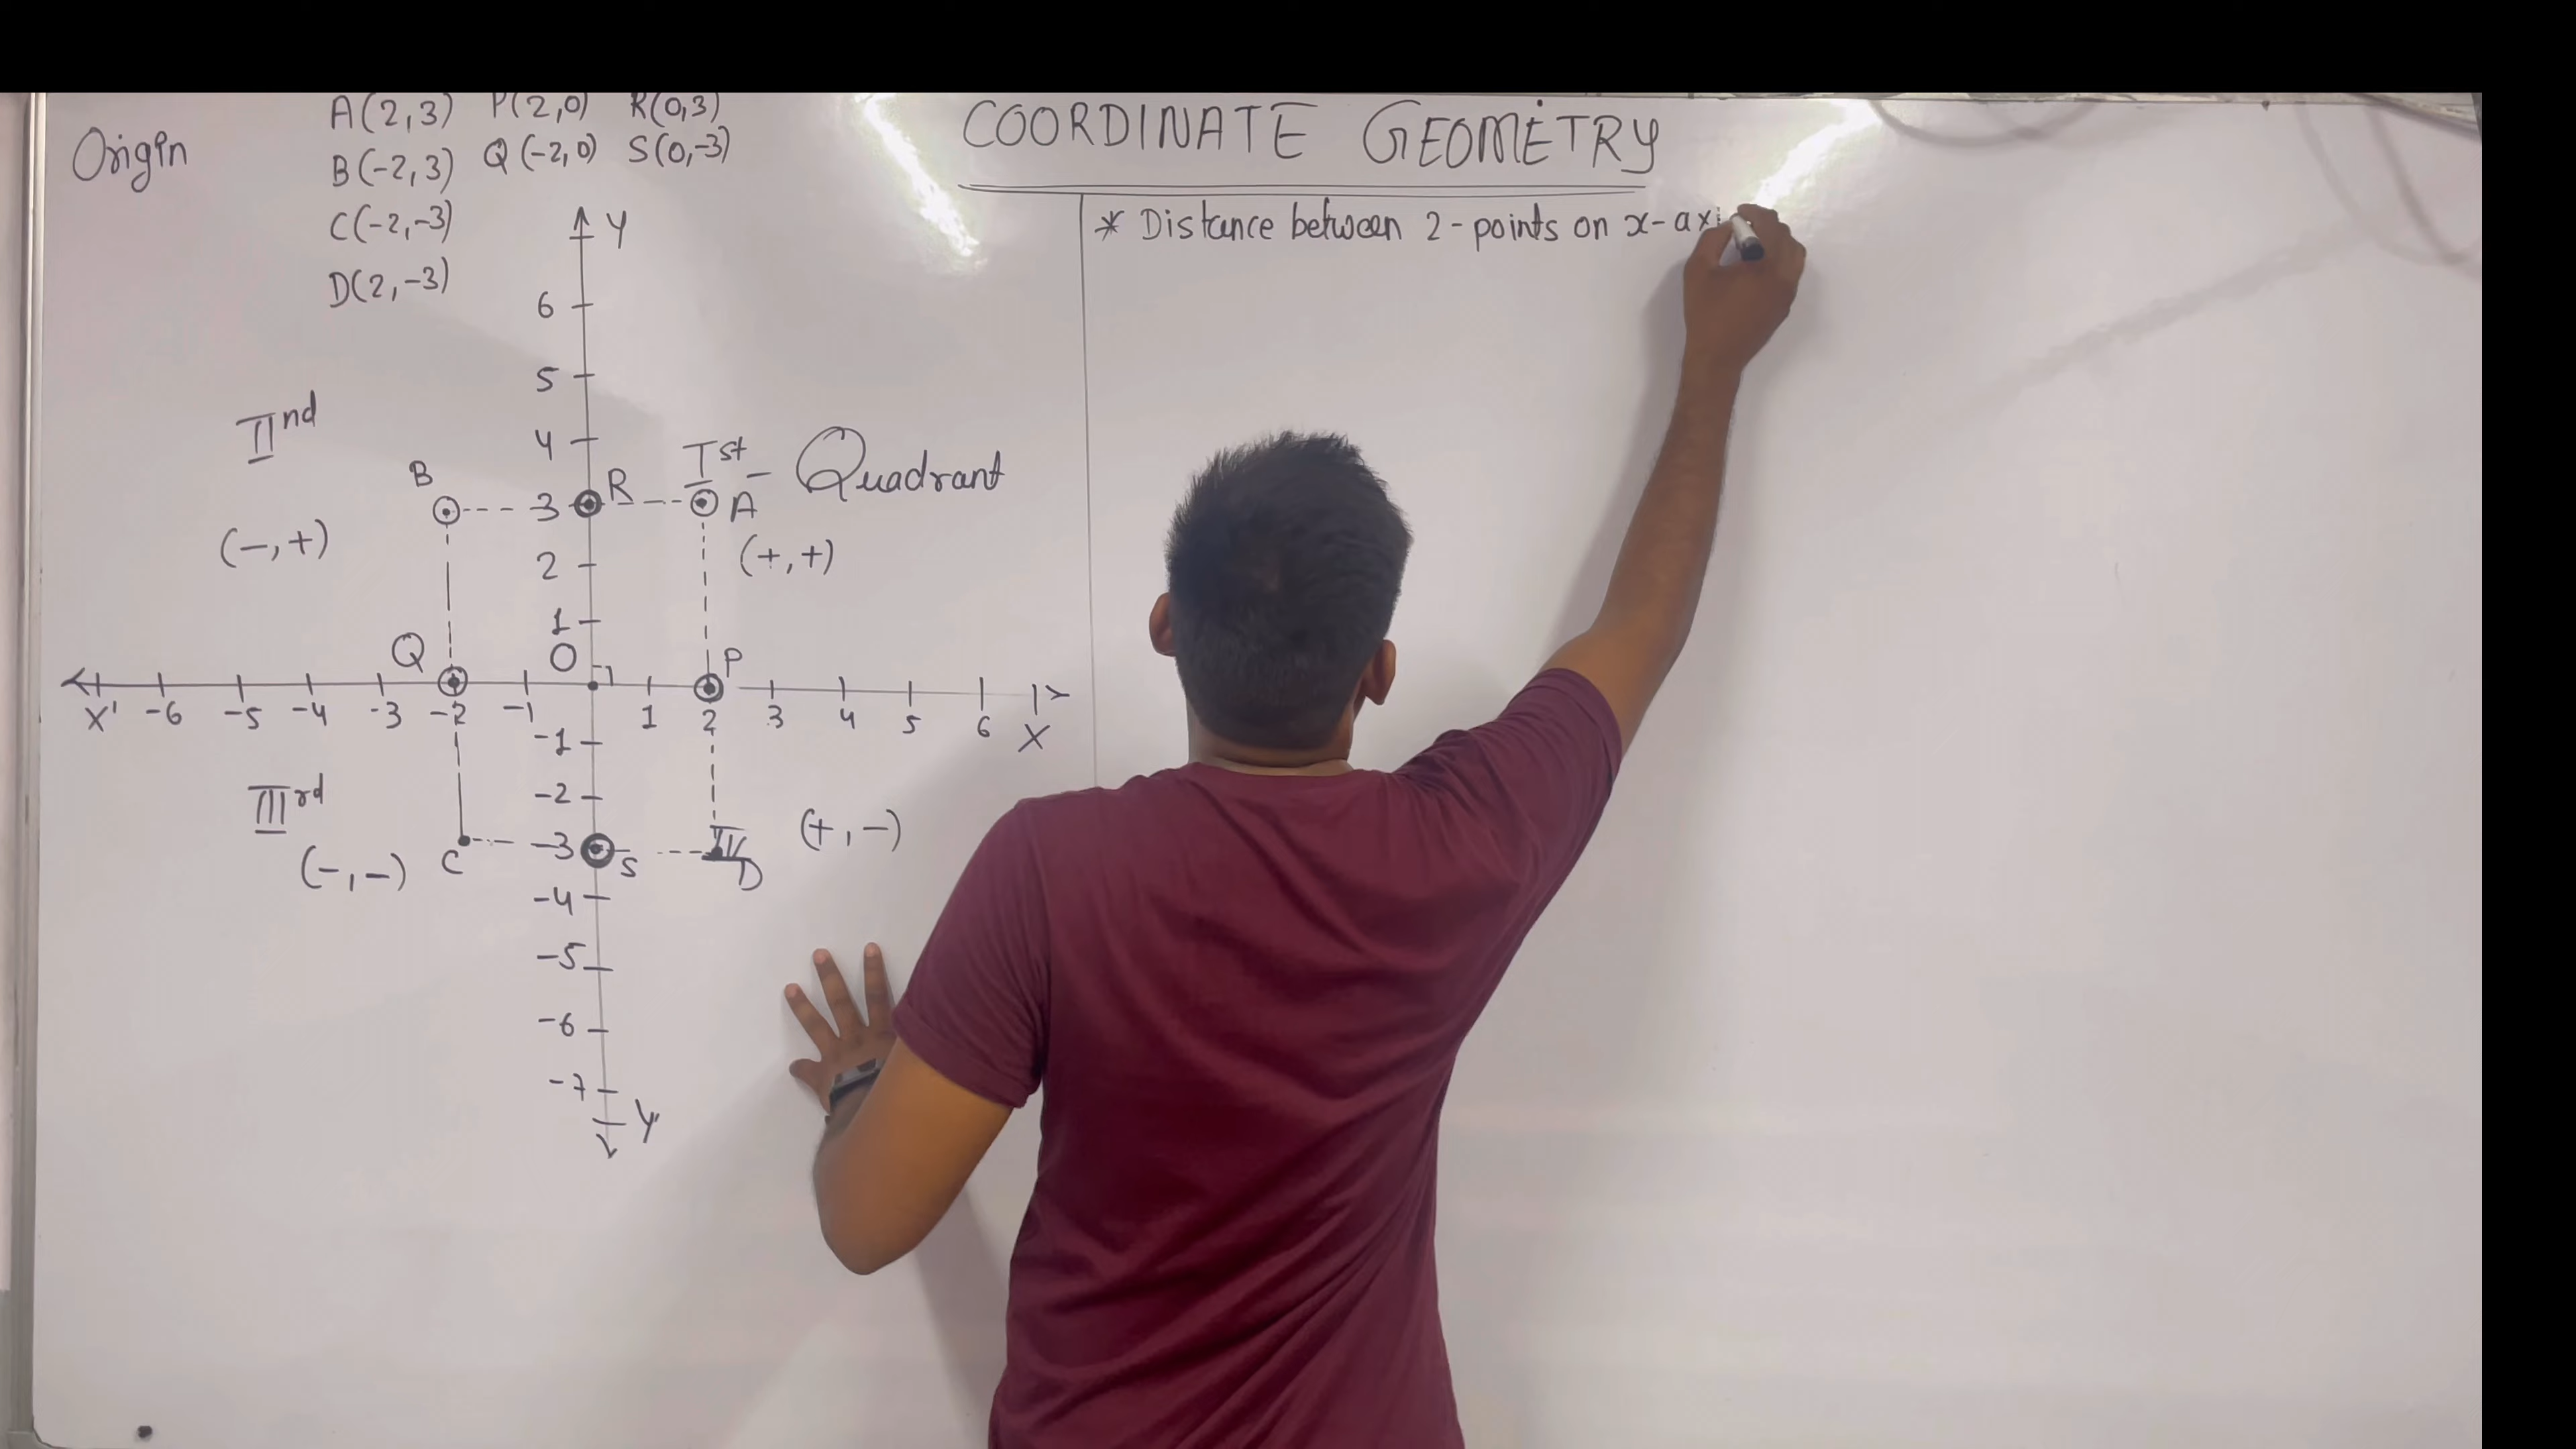 COORDINATE GEOMETRY
Origin
A(2,3) P(2,0) R(0,3)
B(-2,3) Q(-2,0) S(0,-3)
C(-2,-3)
D(2,-3)
* Distance between 2-points on x-axi
Y
6
5
IInd
4
Ist - Quadrant
B
3 R A
(-,+)
2
(+,+)
1
Q O P
X' -6 -5 -4 -3 -2 -1 1 2 3 4 5 6 X
-1
IIIrd
-2
(+,-)
IV
C -3 S D
(-,-)
-4
-5
-6
-7
Y'